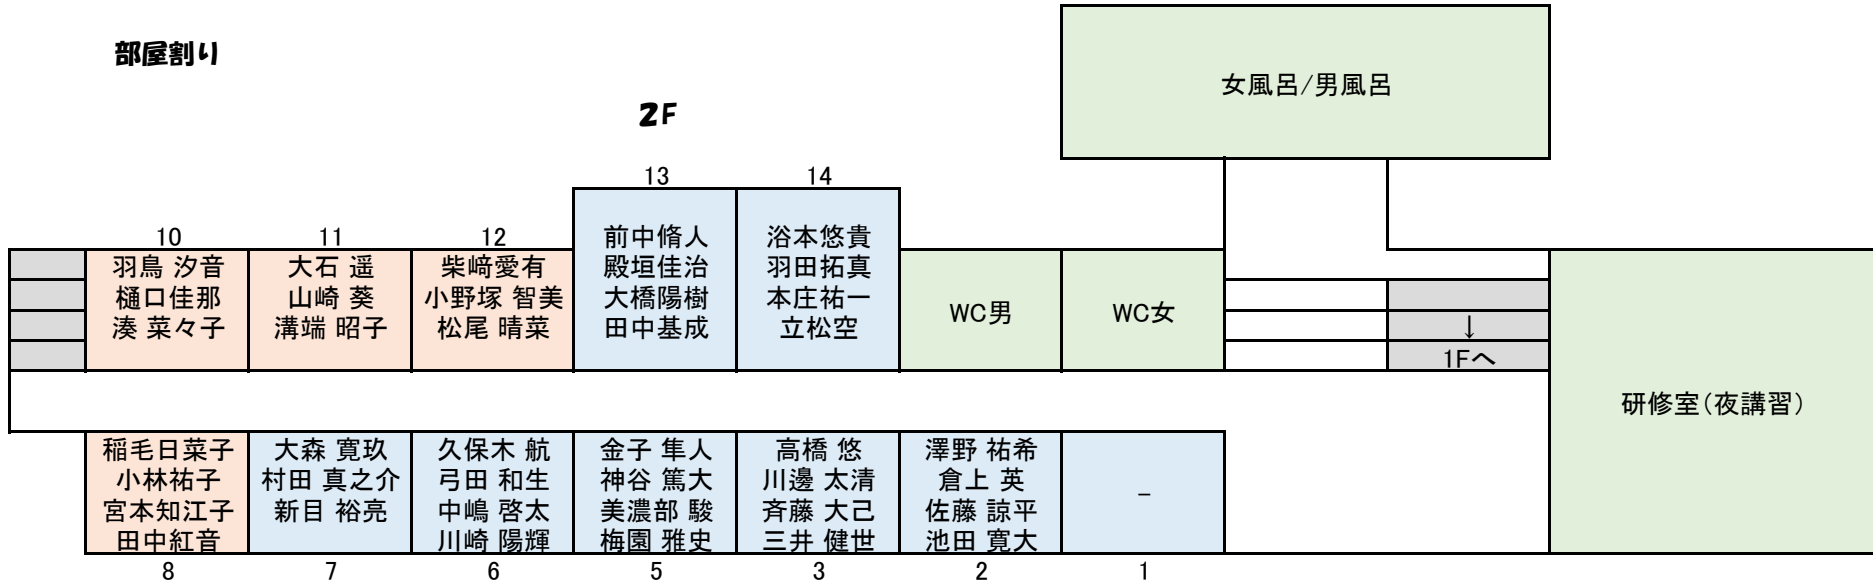 部屋割り
2F
女風呂/男風呂
13
14
10
11
12
前中脩人
殿垣佳治
大橋陽樹
田中基成
浴本悠貴
羽田拓真
本庄祐一
立松空
羽鳥 汐音
樋口佳那
湊 菜々子
大石 遥
山崎 葵
溝端 昭子
柴﨑愛有
小野塚 智美
松尾 晴菜
WC男
WC女
↓
1Fへ
研修室(夜講習)
稲毛日菜子
小林祐子
宮本知江子
田中紅音
大森 寛玖
村田 真之介
新目 裕亮
久保木 航
弓田 和生
中嶋 啓太
川崎 陽輝
金子 隼人
神谷 篤大
美濃部 駿
梅園 雅史
高橋 悠
川邊 太清
斉藤 大己
三井 健世
澤野 祐希
倉上 英
佐藤 諒平
池田 寛大
-
8
7
6
5
3
2
1